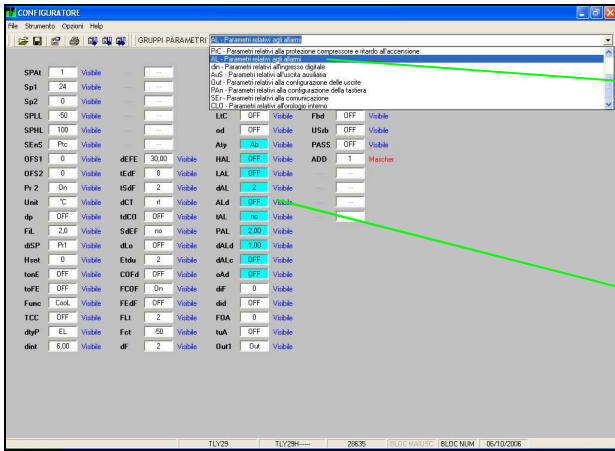 CONFIGURATORE
File Strumento Opzioni Help
GRUPPI PARAMETRI AL - Parametri relativi agli allarmi
PrC - Parametri relativi alla protezione compressore e ritardo all'accensione
AL - Parametri relativi agli allarmi
din - Parametri relativi all'ingresso digitale
AuS - Parametri relativi all'uscita ausiliaria
Out - Parametri relativi alla configurazione delle uscite
PAn - Parametri relativi alla configurazione della tastiera
SEr - Parametri relativi alla comunicazione
CLO - Parametri relativi all'orologio interno
SPAt 1 Visibile ---
Sp1 24 Visibile ---
Sp2 0 Visibile ---
SPLL -50 Visibile --- LtC OFF Visibile Fbd OFF Visibile
SPHL 100 Visibile --- od OFF Visibile USrb OFF Visibile
SEnS Ptc Visibile --- Aty Ab Visibile PASS OFF Visibile
OFS1 0 Visibile dEFE 30,00 Visibile HAL OFF Visibile ADD 1 Mascher
OFS2 0 Visibile tEdF 8 Visibile LAL OFF Visibile ---
Pr 2 On Visibile tSdF 2 Visibile dAL 2 Visibile ---
Unit °C Visibile dCT rt Visibile ALd OFF Visibile ---
dp OFF Visibile tdCO OFF Visibile tAL no Visibile
FiL 2,0 Visibile SdEF no Visibile PAL 2,00 Visibile
diSP Pr1 Visibile dLo OFF Visibile dALd 1,00 Visibile
Hset 0 Visibile Etdu 2 Visibile dALc OFF Visibile
tonE OFF Visibile COFd OFF Visibile oAd OFF Visibile
toFE OFF Visibile FCOF On Visibile diF 0 Visibile
Func CooL Visibile FEdF OFF Visibile did OFF Visibile
TCC OFF Visibile FLt 2 Visibile FOA 0 Visibile
dtyP EL Visibile Fct -50 Visibile tuA OFF Visibile
dint 6,00 Visibile dF 2 Visibile Out1 Out Visibile
TLY29 TLY29H----- 28635 BLOC MAIUSC BLOC NUM 06/10/2006